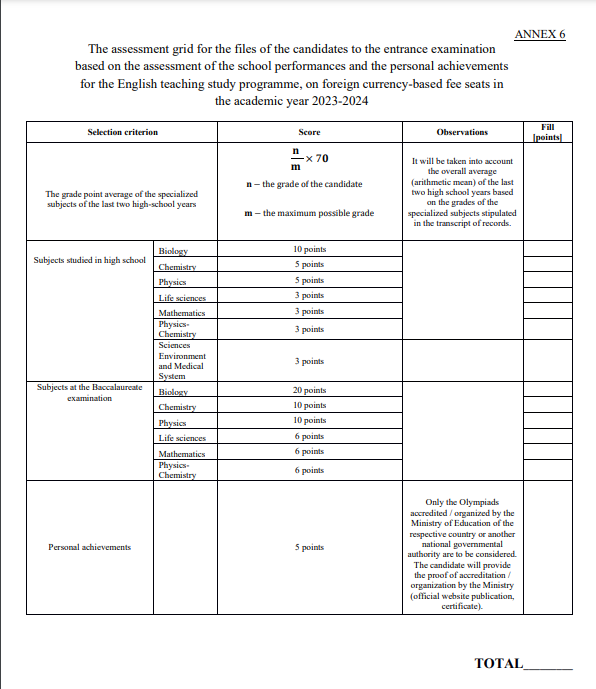 ANNEX 6
The assessment grid for the files of the candidates to the entrance examination
based on the assessment of the school performances and the personal achievements
for the English teaching study programme, on foreign currency-based fee seats in
the academic year 2023-2024
Selection criterion
Score
Observations
Fill
[points]
The grade point average of the specialized
subjects of the last two high-school years
n
m × 70
n – the grade of the candidate
m – the maximum possible grade
It will be taken into account
the overall average
(arithmetic mean) of the last
two high school years based
on the grades of the
specialized subjects stipulated
in the transcript of records.
Subjects studied in high school
Biology
10 points
Chemistry
5 points
Physics
5 points
Life sciences
3 points
Mathematics
3 points
Physics-
Chemistry
3 points
Sciences
Environment
and Medical
System
3 points
Subjects at the Baccalaureate
examination
Biology
20 points
Chemistry
10 points
Physics
10 points
Life sciences
6 points
Mathematics
6 points
Physics-
Chemistry
6 points
Personal achievements
5 points
Only the Olympiads
accredited / organized by the
Ministry of Education of the
respective country or another
national governmental
authority are to be considered.
The candidate will provide
the proof of accreditation /
organization by the Ministry
(official website publication,
certificate).
TOTAL_______